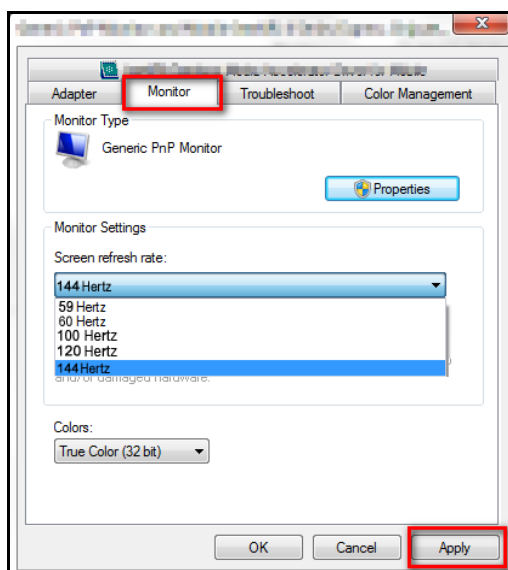 Adapter
Monitor
Troubleshoot
Color Management
Monitor Type
Generic PnP Monitor
Properties
Monitor Settings
Screen refresh rate:
144 Hertz
59 Hertz
60 Hertz
100 Hertz
120 Hertz
144 Hertz
and/or damaged hardware.
Colors:
True Color (32 bit)
OK
Cancel
Apply